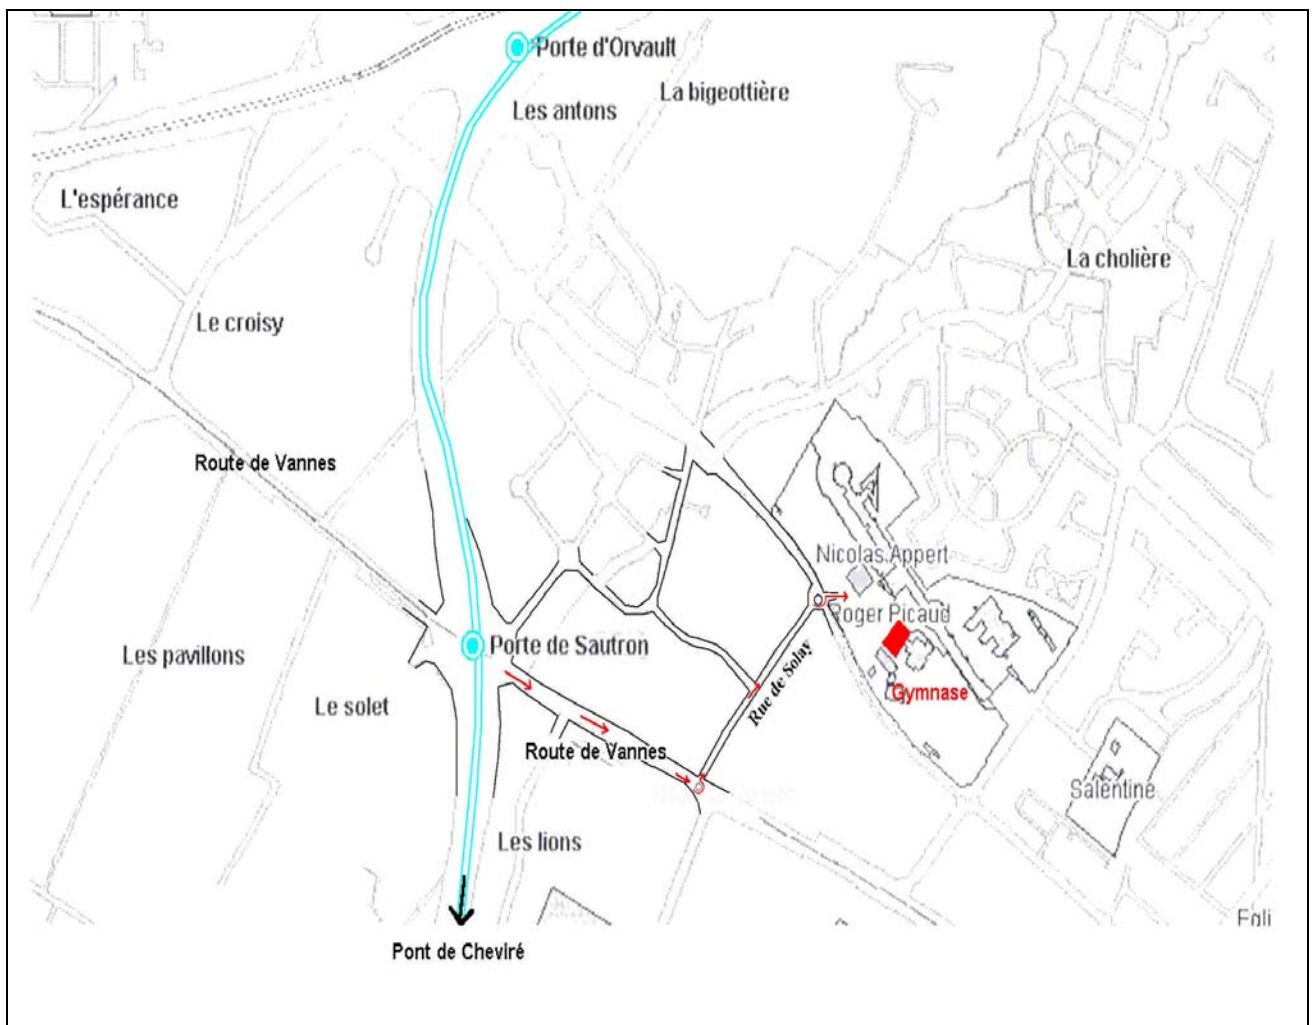 Porte d'Orvault
La bigeottière
Les antons
L'espérance
La cholière
Le croisy
Route de Vannes
Nicolas Appert
Roger Picaud
Porte de Sautron
Les pavillons
Rue de Solay
Gymnase
Le solet
Route de Vannes
Salentine
Les lions
Egli
Pont de Cheviré